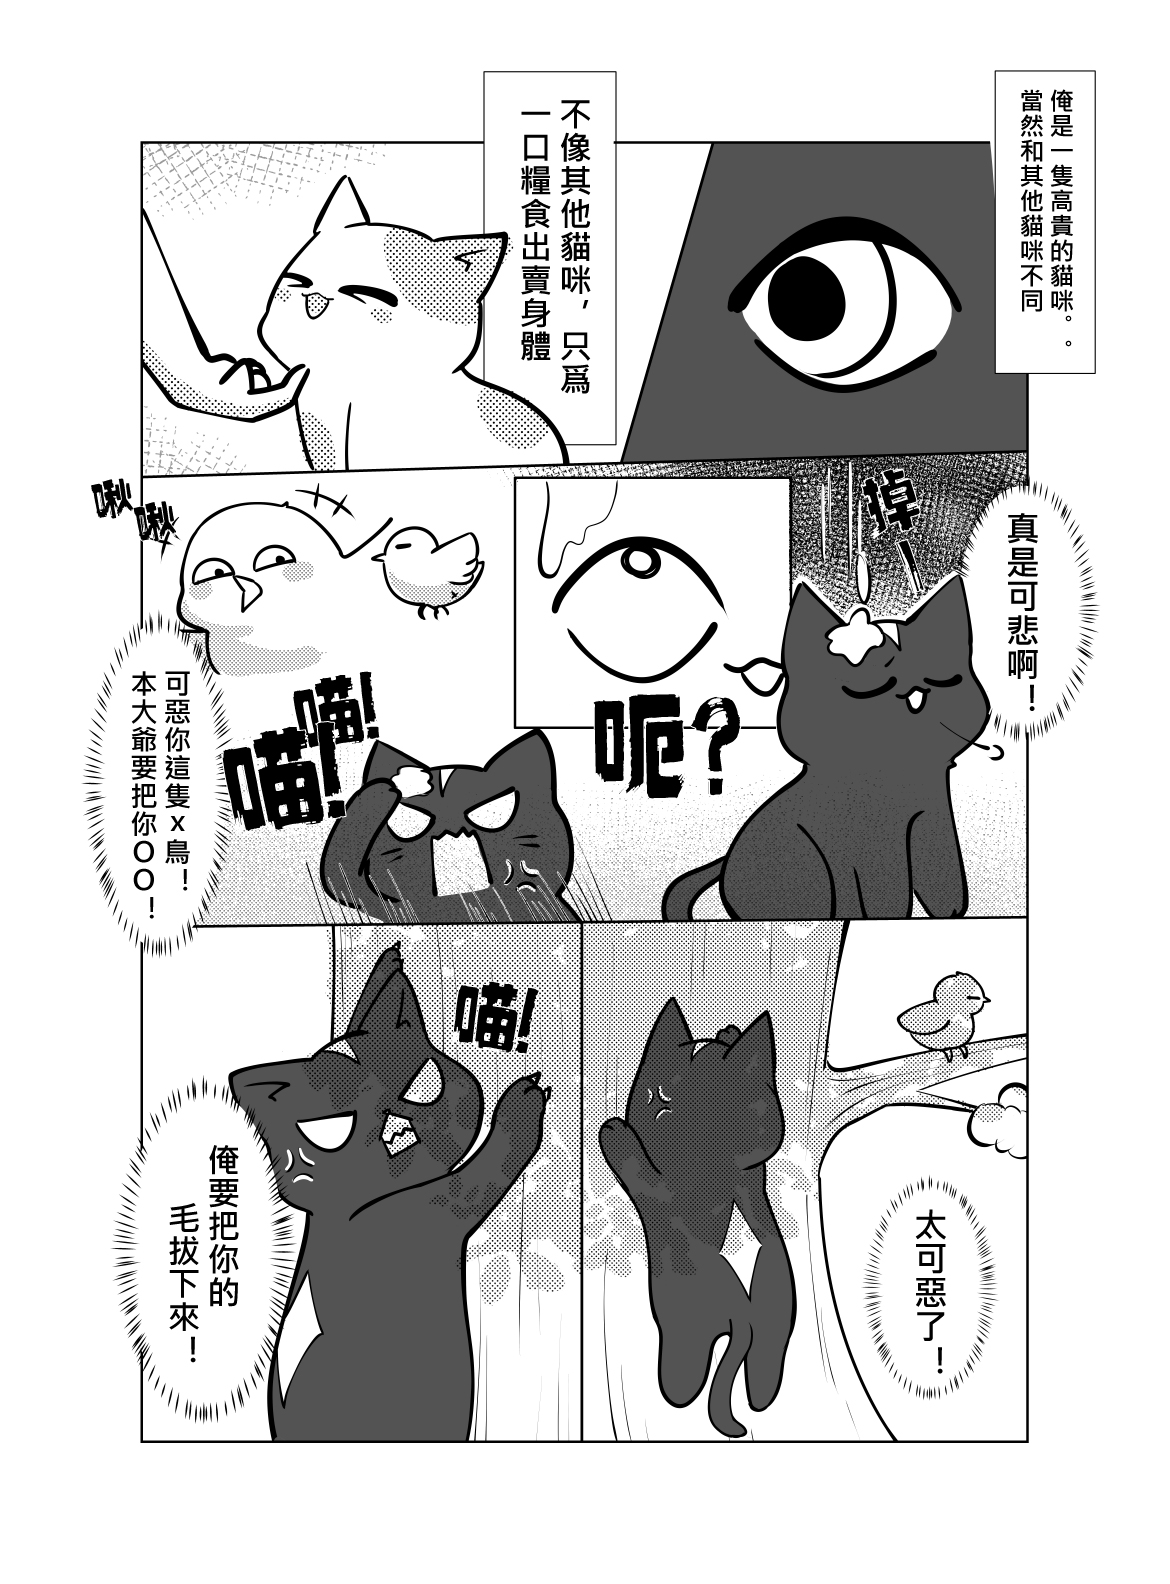 俺是一隻高貴的貓咪。。
當然和其他貓咪不同
不像其他貓咪，只爲
一口糧食出賣身體
真是可悲啊！
掉
呃？
啾
啾
喵！
喵！
可惡你這隻x鳥！
本大爺要把你OO！
太可惡了！
喵！
俺要把你的
毛拔下來！